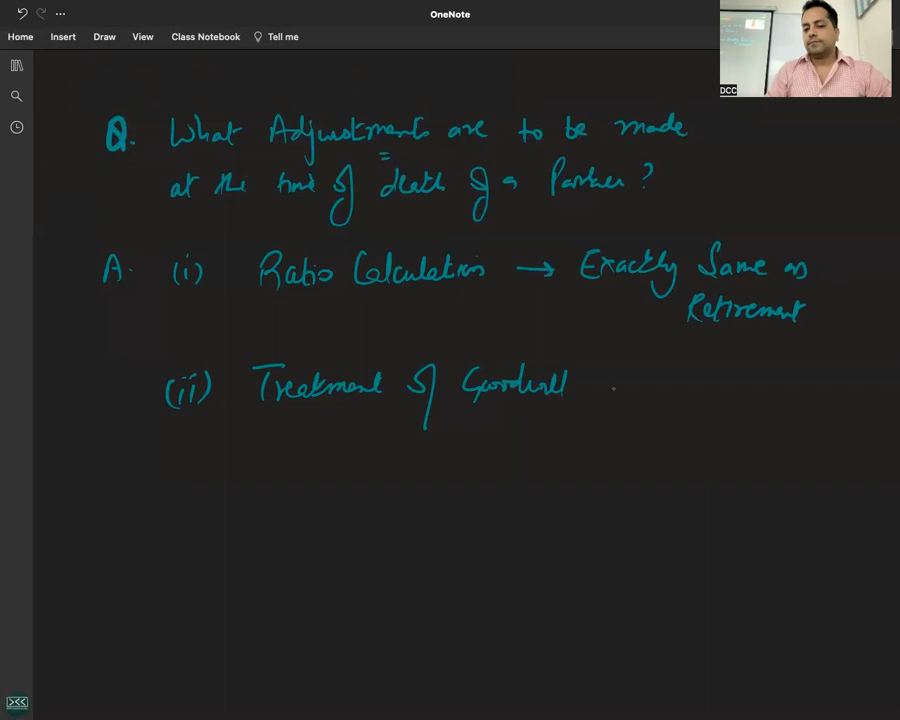 OneNote
Home Insert Draw View Class Notebook Tell me
DCC
Q. What Adjustments are to be made
at the time of death of a Partner?
A. (i) Ratio Calculation → Exactly Same as
Retirement
(ii) Treatment of Goodwill